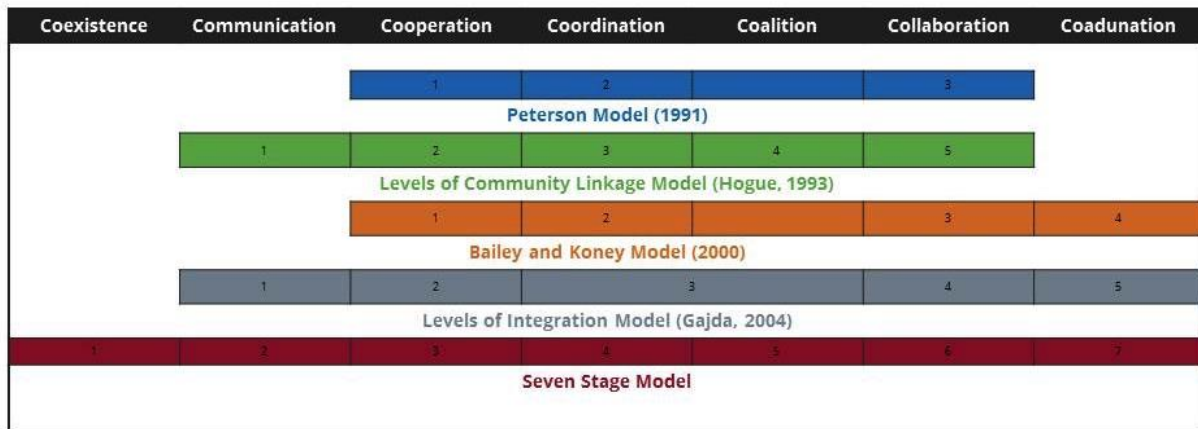 Coexistence Communication Cooperation Coordination Coalition Collaboration Coadunation
1 2 3
Peterson Model (1991)
1 2 3 4 5
Levels of Community Linkage Model (Hogue, 1993)
1 2 3 4
Bailey and Koney Model (2000)
1 2 3 4 5
Levels of Integration Model (Gajda, 2004)
1 2 3 4 5 6 7
Seven Stage Model